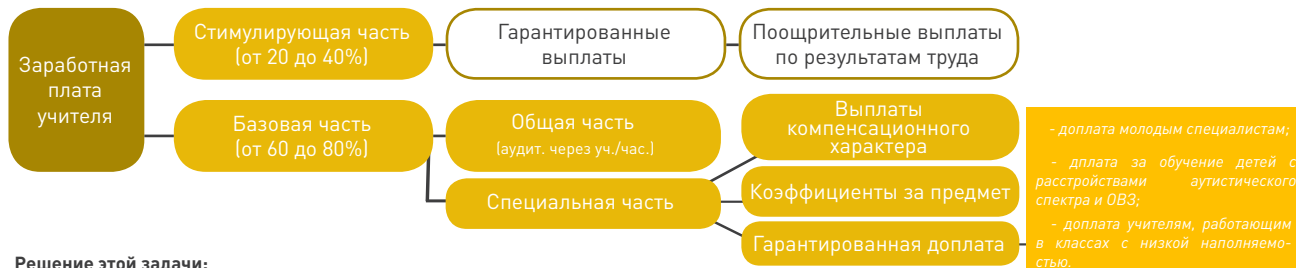 Заработная
плата
учителя
Стимулирующая часть
(от 20 до 40%)
Гарантированные
выплаты
Поощрительные выплаты
по результатам труда
Базовая часть
(от 60 до 80%)
Общая часть
(аудит. через уч./час.)
Специальная часть
Выплаты
компенсационного
характера
Коэффициенты за предмет
Гарантированная доплата
- доплата молодым специалистам;
- дплата за обучение детей с
расстройствами аутистического
спектра и ОВЗ;
- доплата учителям, работающим
в классах с низкой наполняемо-
стью.
Решение этой задачи: